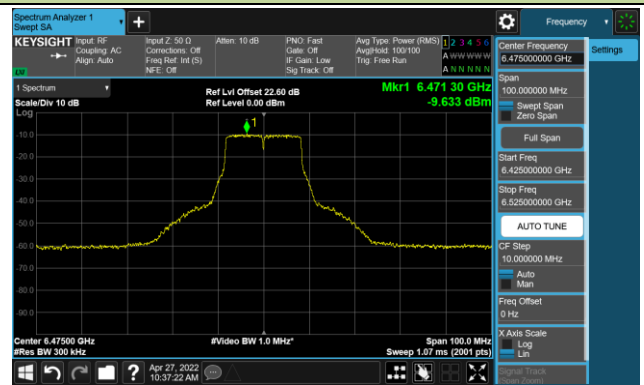 Spectrum Analyzer 1
Swept SA
Frequency
KEYSIGHT
Input: RF
Coupling: AC
Align: Auto
Input Z: 50 Ω
Corrections: Off
Freq Ref: Int (S)
NFE: Off
Atten: 10 dB
PNO: Fast
Gate: Off
IF Gain: Low
Sig Track: Off
Avg Type: Power (RMS)
Avg|Hold: 100/100
Trig: Free Run
1 2 3 4 5 6
A W W W W W
A N N N N N
Center Frequency
6.475000000 GHz
Settings
Span
100.000000 MHz
Swept Span
Zero Span
Full Span
Start Freq
6.425000000 GHz
Stop Freq
6.525000000 GHz
AUTO TUNE
CF Step
10.000000 MHz
Auto
Man
Freq Offset
0 Hz
X Axis Scale
Log
Lin
Signal Track
(Span Zoom)
1 Spectrum
Scale/Div 10 dB
Log
Ref Lvl Offset 22.60 dB
Ref Level 0.00 dBm
Mkr1 6.471 30 GHz
-9.633 dBm
1
-10.0
-20.0
-30.0
-40.0
-50.0
-60.0
-70.0
-80.0
-90.0
Center 6.47500 GHz
#Res BW 300 kHz
#Video BW 1.0 MHz*
Span 100.0 MHz
Sweep 1.07 ms (2001 pts)
?
Apr 27, 2022
10:37:22 AM